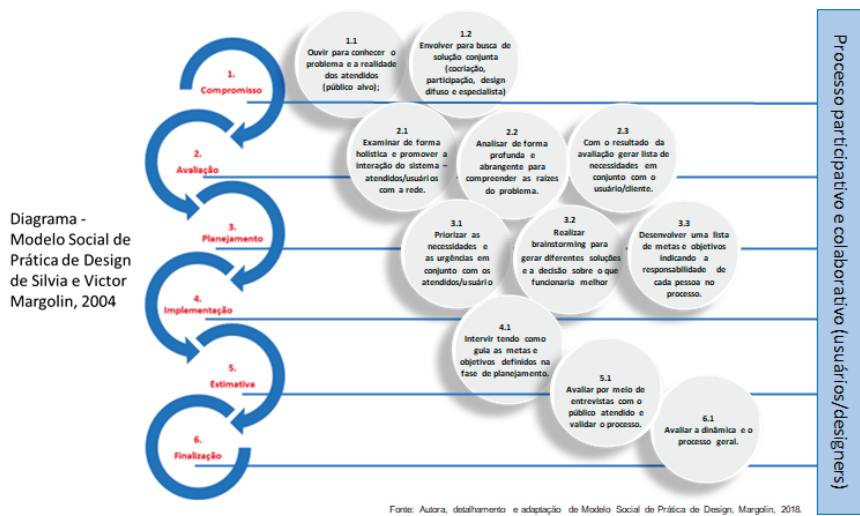 Diagrama -
Modelo Social de
Prática de Design
de Silvia e Victor
Margolin, 2004
1.
Compromisso
1.1
Ouvir para conhecer o
problema e a realidade
dos atendidos
(público alvo);
1.2
Envolver para busca de
solução conjunta
(cocriação,
participação, design
difuso e especialista)
2.
Avaliação
2.1
Examinar de forma
holística e promover a
interação do sistema –
atendidos/usuários
com a rede.
2.2
Analisar de forma
profunda e
abrangente para
compreender as raízes
do problema.
2.3
Com o resultado da
avaliação gerar lista de
necessidades em
conjunto com o
usuário/cliente.
3.
Planejamento
3.1
Priorizar as
necessidades e
as urgências em
conjunto com os
atendidos/usuário
3.2
Realizar
brainstorming para
gerar diferentes soluções
e a decisão sobre o que
funcionaria melhor
3.3
Desenvolver uma lista
de metas e objetivos
indicando a
responsabilidade de
cada pessoa no
processo.
4.
Implementação
4.1
Intervir tendo como
guia as metas e
objetivos definidos na
fase de planejamento.
5.
Estimativa
5.1
Avaliar por meio de
entrevistas com o
público atendido e
validar o processo.
6.
Finalização
6.1
Avaliar a dinâmica e o
processo geral.
Processo participativo e colaborativo (usuários/designers)
Fonte: Autora, detalhamento e adaptação de Modelo Social de Prática de Design, Margolin, 2018.